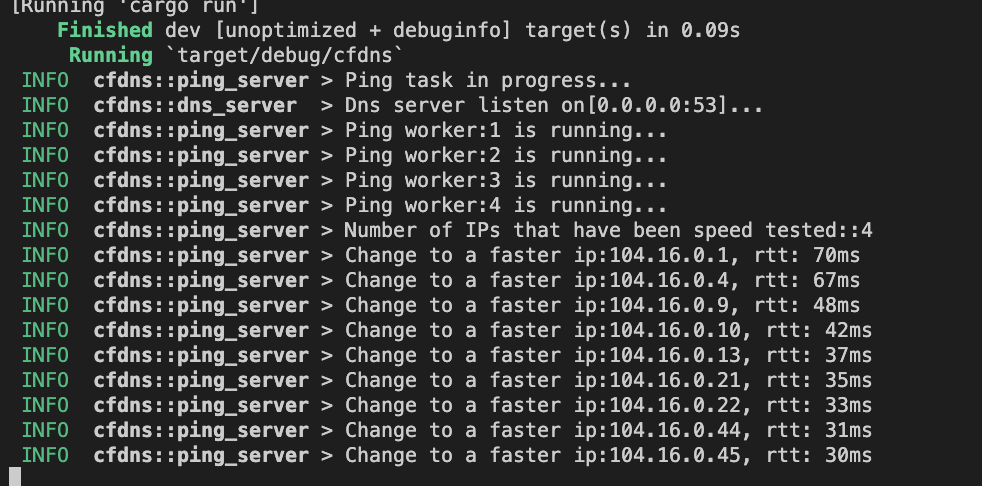 [Running 'cargo run']
Finished dev [unoptimized + debuginfo] target(s) in 0.09s
Running `target/debug/cfdns`
INFO cfdns::ping_server > Ping task in progress...
INFO cfdns::dns_server > Dns server listen on[0.0.0.0:53]...
INFO cfdns::ping_server > Ping worker:1 is running...
INFO cfdns::ping_server > Ping worker:2 is running...
INFO cfdns::ping_server > Ping worker:3 is running...
INFO cfdns::ping_server > Ping worker:4 is running...
INFO cfdns::ping_server > Number of IPs that have been speed tested::4
INFO cfdns::ping_server > Change to a faster ip:104.16.0.1, rtt: 70ms
INFO cfdns::ping_server > Change to a faster ip:104.16.0.4, rtt: 67ms
INFO cfdns::ping_server > Change to a faster ip:104.16.0.9, rtt: 48ms
INFO cfdns::ping_server > Change to a faster ip:104.16.0.10, rtt: 42ms
INFO cfdns::ping_server > Change to a faster ip:104.16.0.13, rtt: 37ms
INFO cfdns::ping_server > Change to a faster ip:104.16.0.21, rtt: 35ms
INFO cfdns::ping_server > Change to a faster ip:104.16.0.22, rtt: 33ms
INFO cfdns::ping_server > Change to a faster ip:104.16.0.44, rtt: 31ms
INFO cfdns::ping_server > Change to a faster ip:104.16.0.45, rtt: 30ms